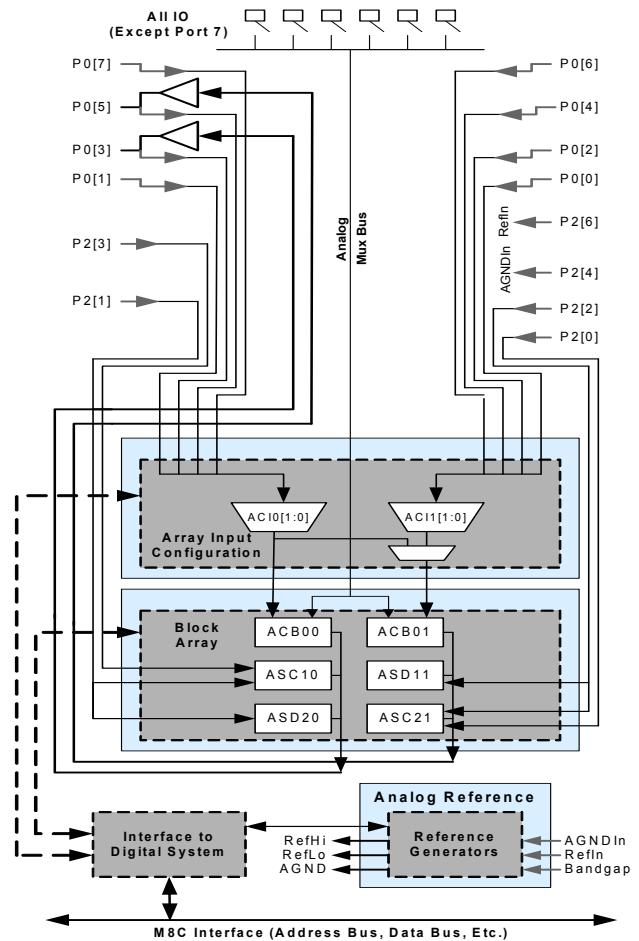 All IO
(Except Port 7)
P0[7]
P0[6]
P0[5]
P0[4]
P0[3]
P0[2]
P0[1]
P0[0]
Analog
Mux Bus
AGNDIn RefIn
P2[6]
P2[3]
P2[4]
P2[1]
P2[2]
P2[0]
ACI0[1:0]
ACI1[1:0]
Array Input
Configuration
Block
Array
ACB00
ACB01
ASC10
ASD11
ASD20
ASC21
Analog Reference
Interface to
Digital System
RefHi
RefLo
AGND
Reference
Generators
AGNDIn
RefIn
Bandgap
M8C Interface (Address Bus, Data Bus, Etc.)